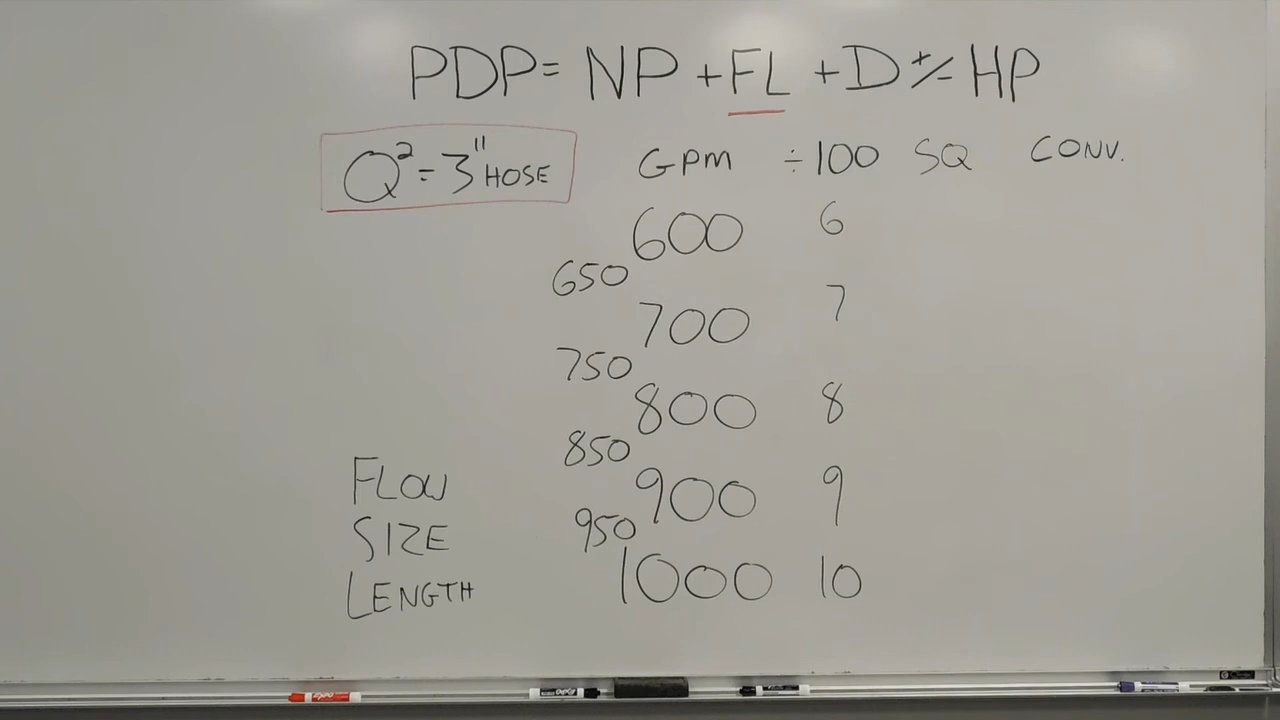 PDP= NP + FL + D +/- HP
Q² = 3" HOSE
GPM ÷100 SQ CONV.
600 6
650
700 7
750
800 8
850
900 9
950
1000 10
FLOW
SIZE
LENGTH